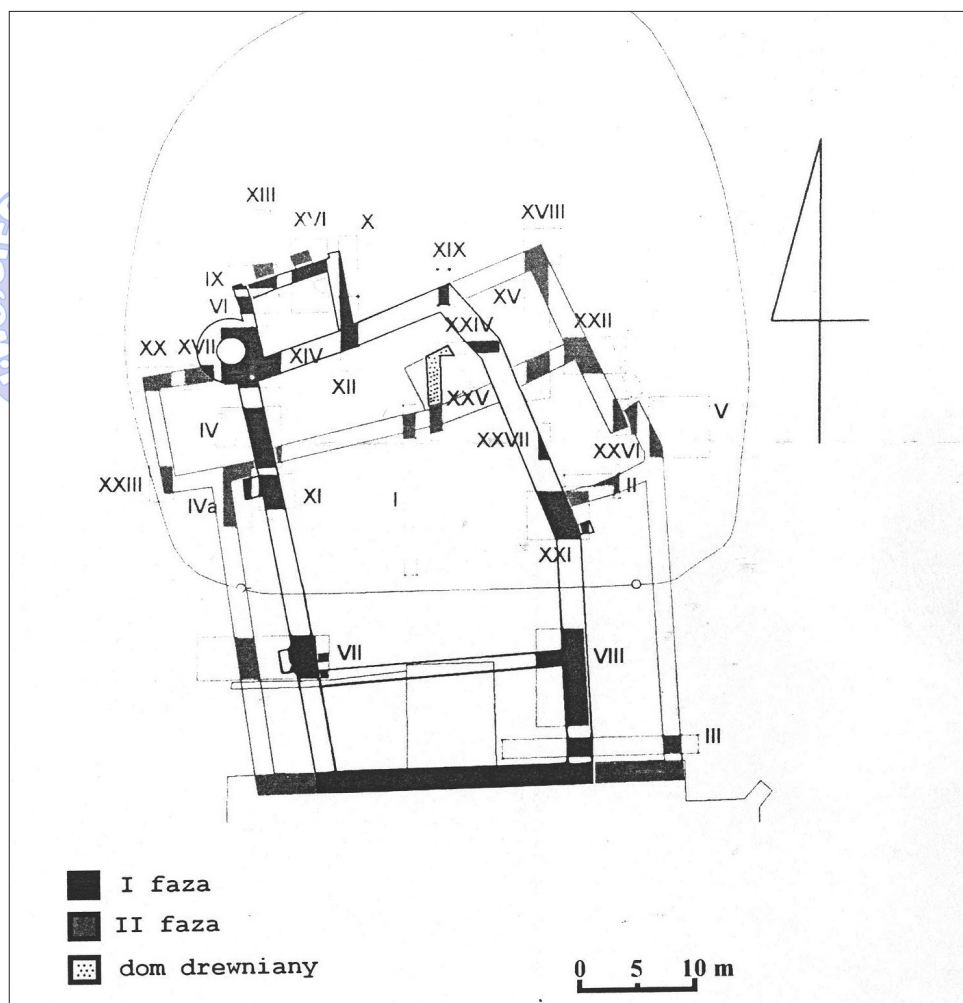 XIII
XVI
X
XVIII
XIX
IX
XV
VI
XXII
XXIV
XX XVII
XIV
XII
XXV
V
IV
XXVII
XXVI
XXIII
II
XI
I
IVa
XXI
VII
VIII
III
I faza
II faza
dom drewniany
0 5 10 m